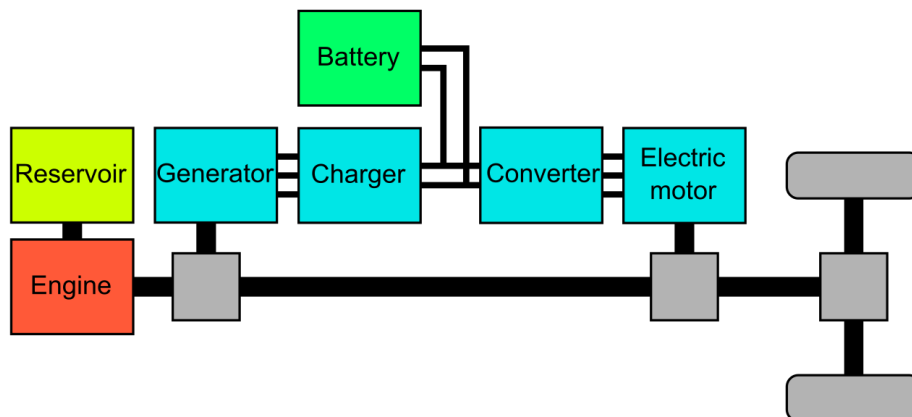 Battery
Reservoir
Generator
Charger
Converter
Electric
motor
Engine